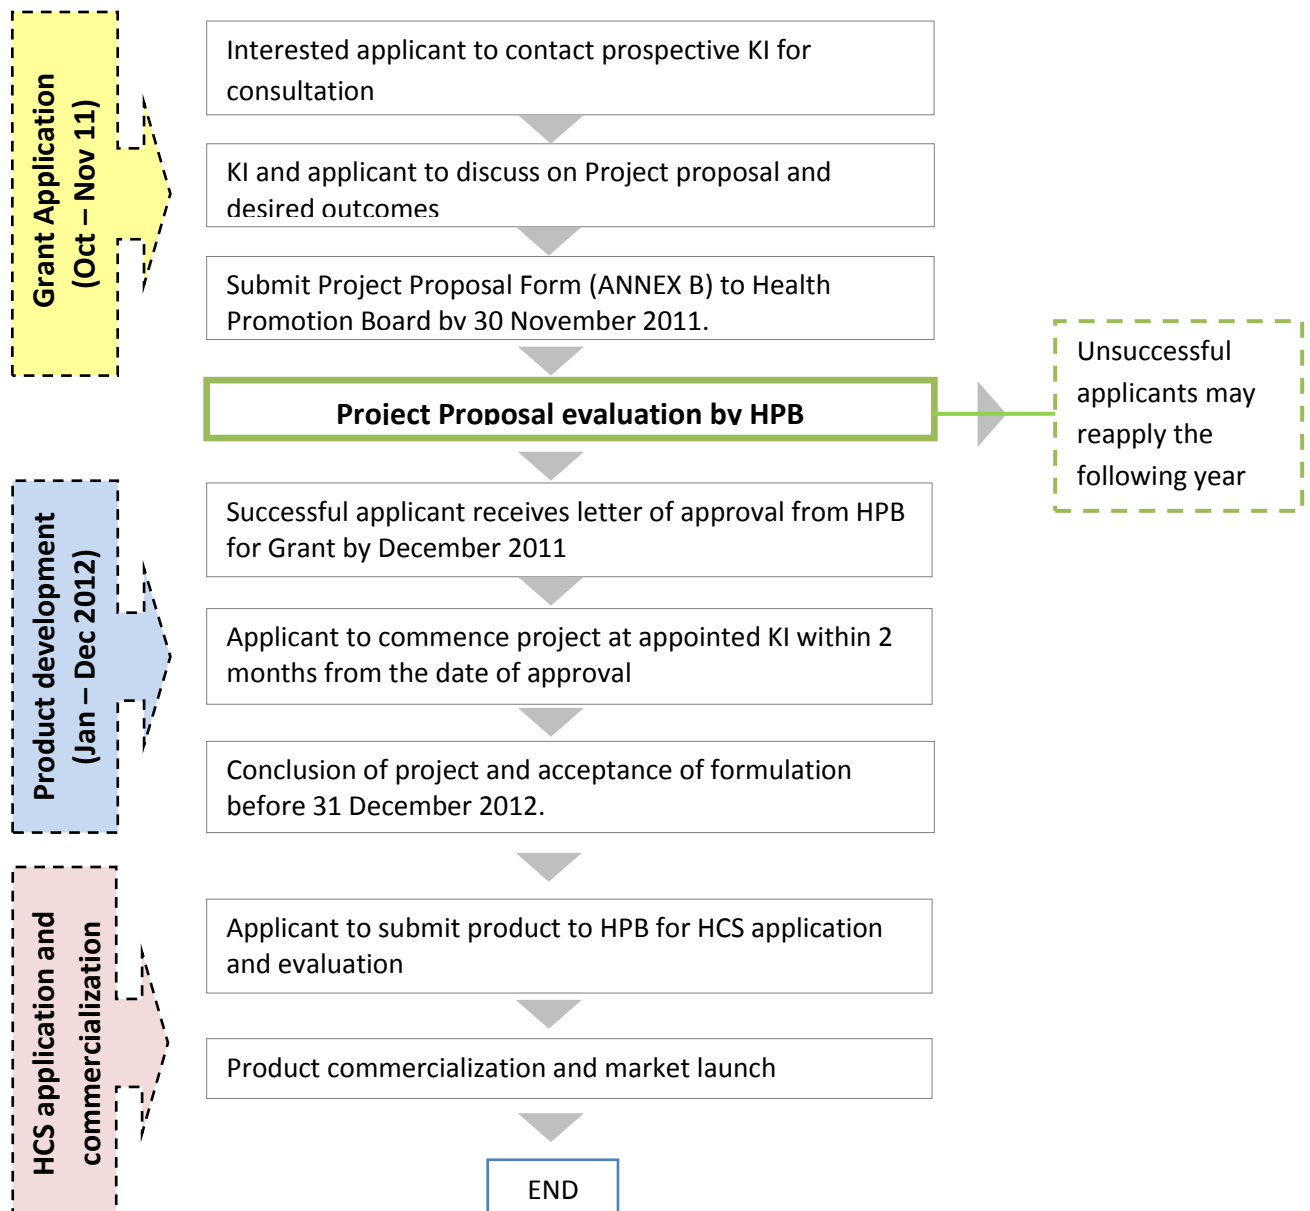 Grant Application
(Oct – Nov 11)
Interested applicant to contact prospective KI for
consultation
KI and applicant to discuss on Project proposal and
desired outcomes
Submit Project Proposal Form (ANNEX B) to Health
Promotion Board by 30 November 2011.
Project Proposal evaluation by HPB
Unsuccessful
applicants may
reapply the
following year
Product development
(Jan – Dec 2012)
Successful applicant receives letter of approval from HPB
for Grant by December 2011
Applicant to commence project at appointed KI within 2
months from the date of approval
Conclusion of project and acceptance of formulation
before 31 December 2012.
HCS application and
commercialization
Applicant to submit product to HPB for HCS application
and evaluation
Product commercialization and market launch
END